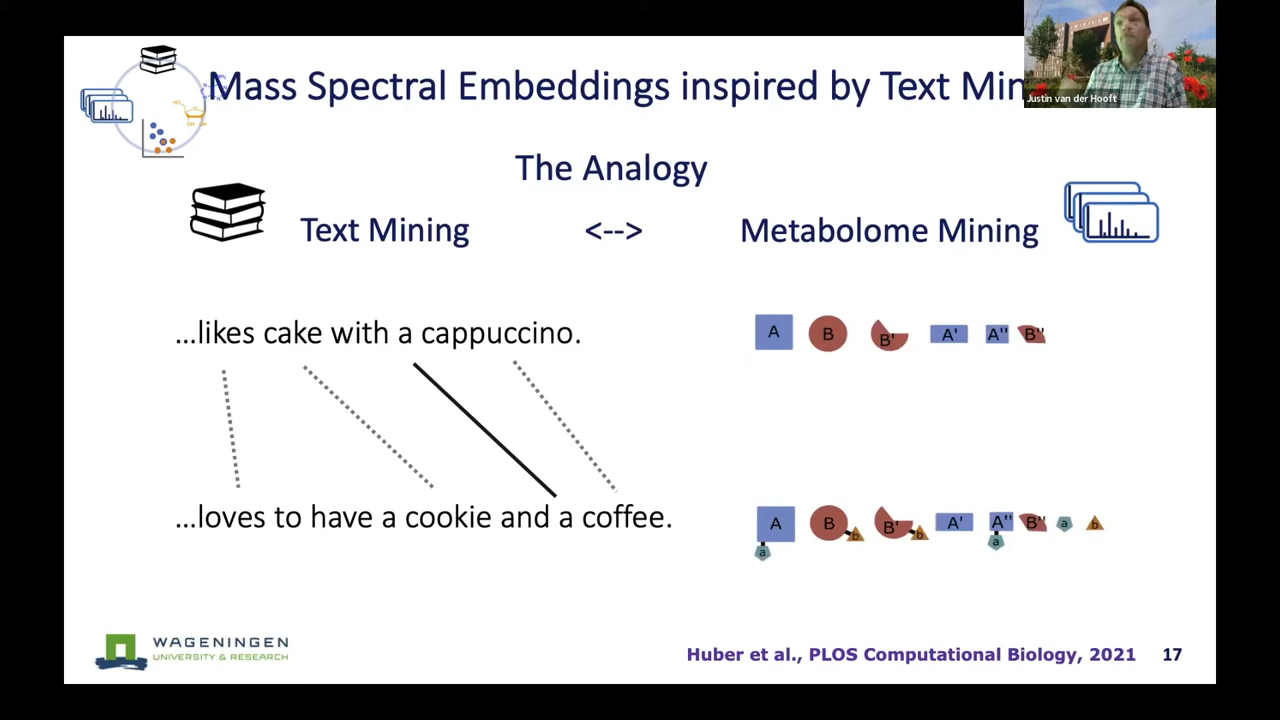 Mass Spectral Embeddings inspired by Text Min
Justin van der Hooft
The Analogy
Text Mining <--> Metabolome Mining
...likes cake with a cappuccino.
A B B' A' A'' B''
...loves to have a cookie and a coffee.
A B B' A' A'' B'' a b
a b b a
WAGENINGEN
UNIVERSITY & RESEARCH
Huber et al., PLOS Computational Biology, 2021 17